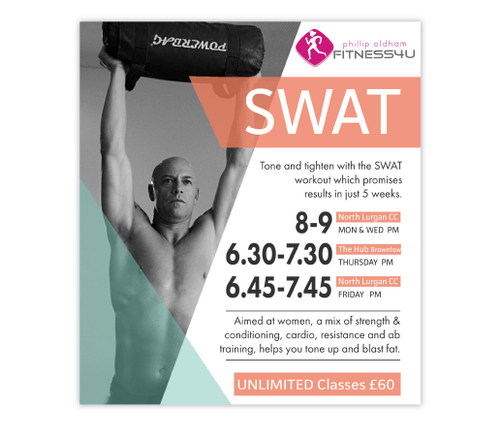 POWERBAG
phillip oldham
FITNESS4U
SWAT
Tone and tighten with the SWAT
workout which promises
results in just 5 weeks.
8-9 North Lurgan CC
MON & WED PM
6.30-7.30 The Hub Brownlow
THURSDAY PM
6.45-7.45 North Lurgan CC
FRIDAY PM
Aimed at women, a mix of strength &
conditioning, cardio, resistance and ab
training, helps you tone up and blast fat.
UNLIMITED Classes £60